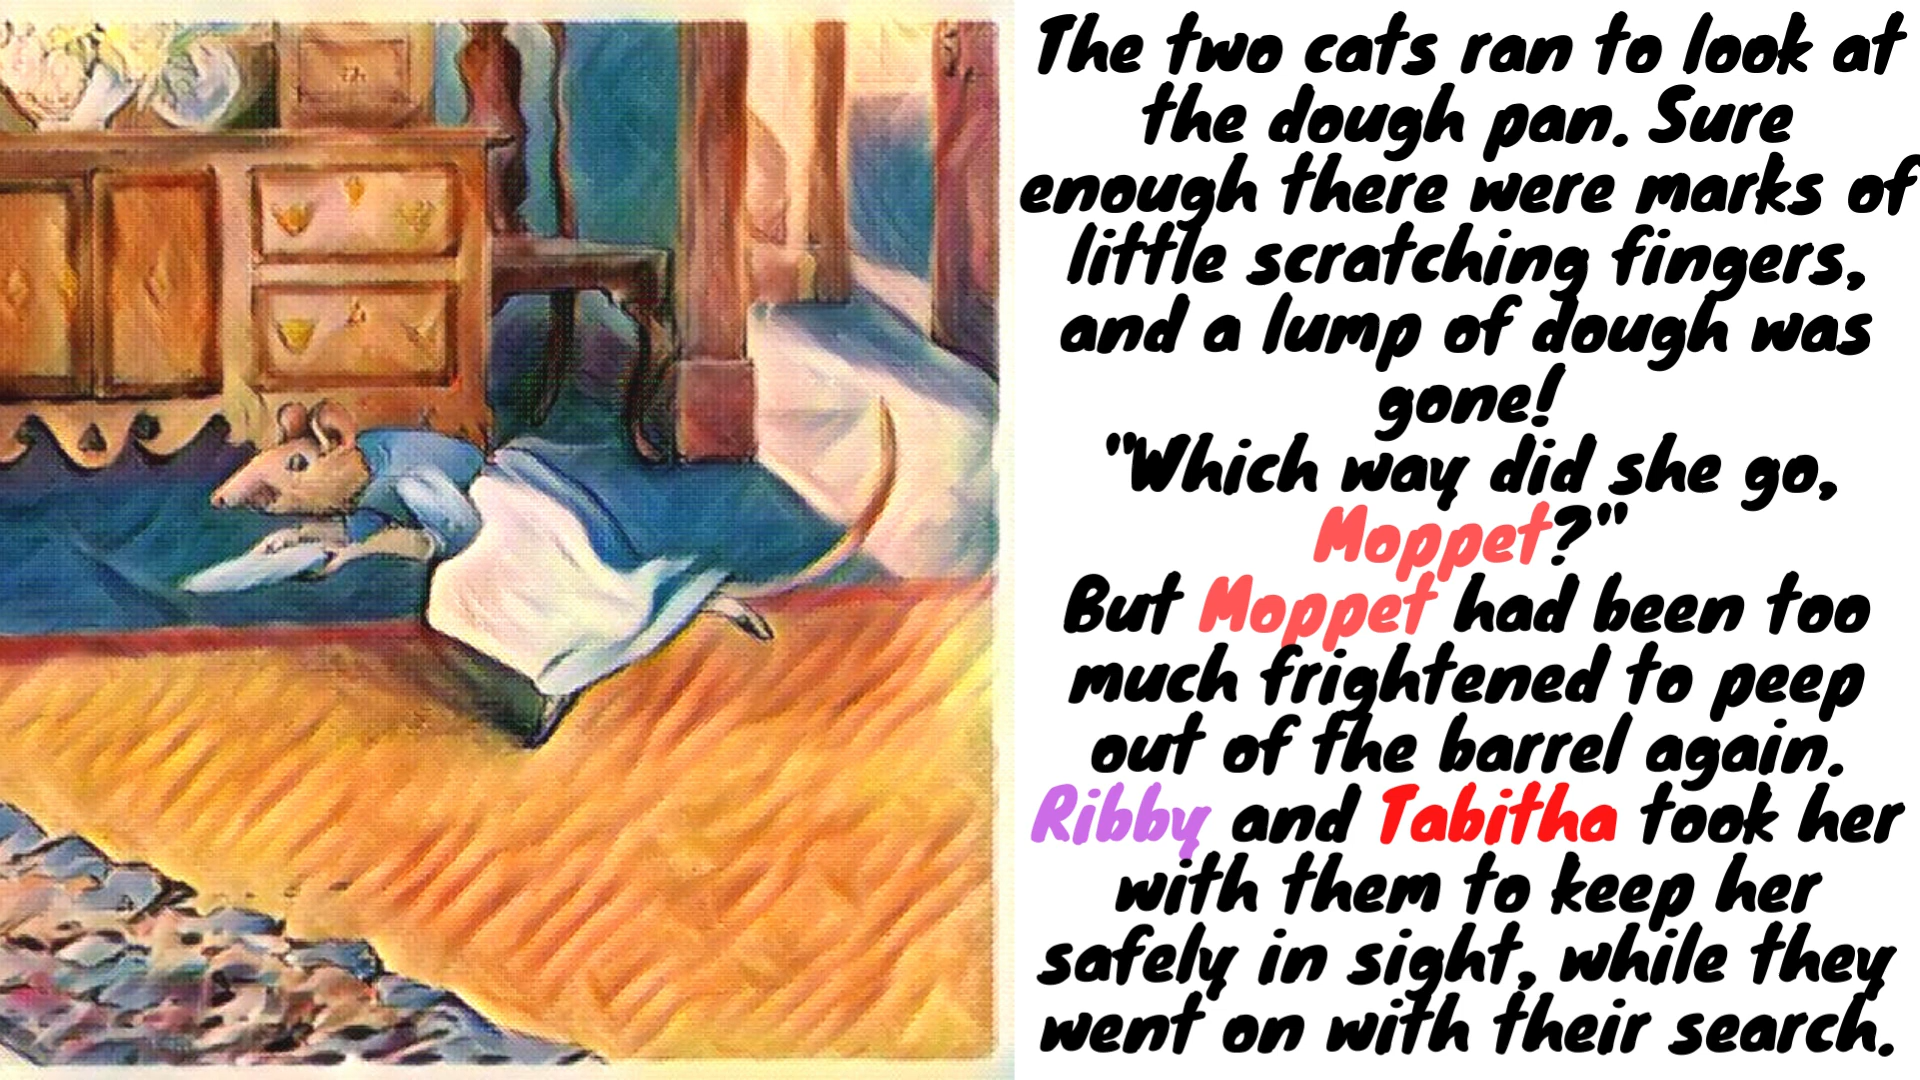 The two cats ran to look at
the dough pan. Sure
enough there were marks of
little scratching fingers,
and a lump of dough was
gone!
"Which way did she go,
Moppet?"
But Moppet had been too
much frightened to peep
out of the barrel again.
Ribby and Tabitha took her
with them to keep her
safely in sight, while they
went on with their search.